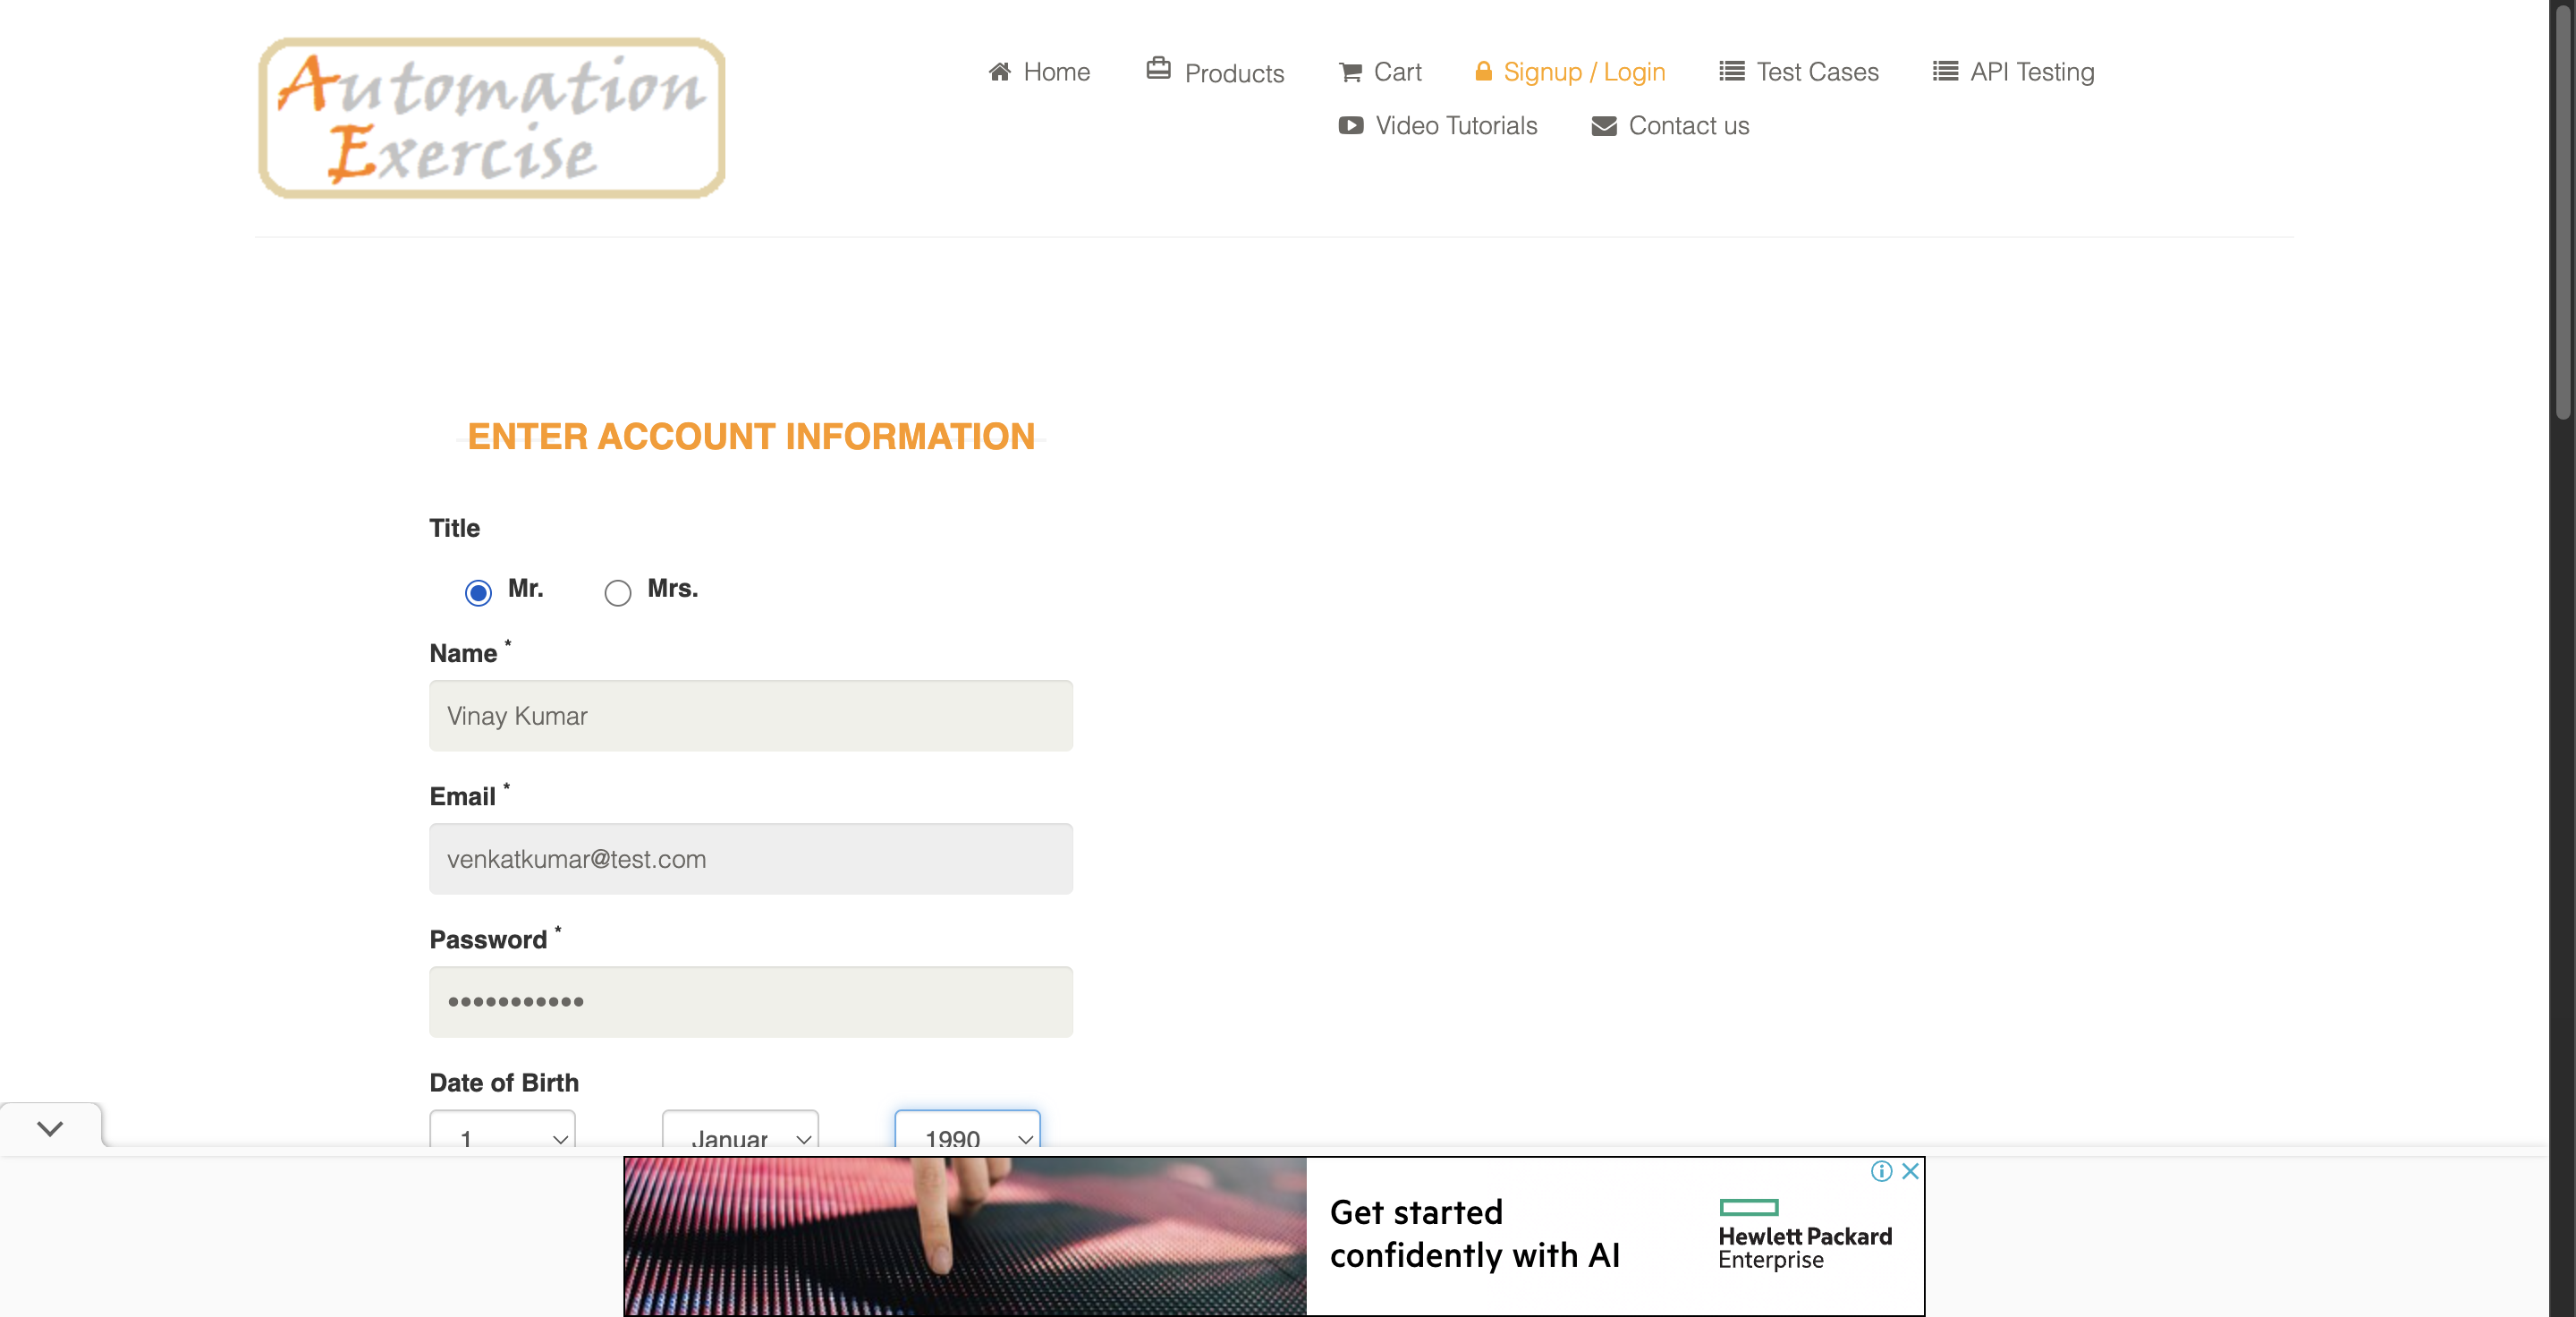 Automation
Exercise
Home
Products
Cart
Signup / Login
Test Cases
API Testing
Video Tutorials
Contact us
ENTER ACCOUNT INFORMATION
Title
Mr.
Mrs.
Name *
Vinay Kumar
Email *
venkatkumar@test.com
Password *
•••••••••••
Date of Birth
1
Januar
1990
Get started
confidently with AI
Hewlett Packard
Enterprise